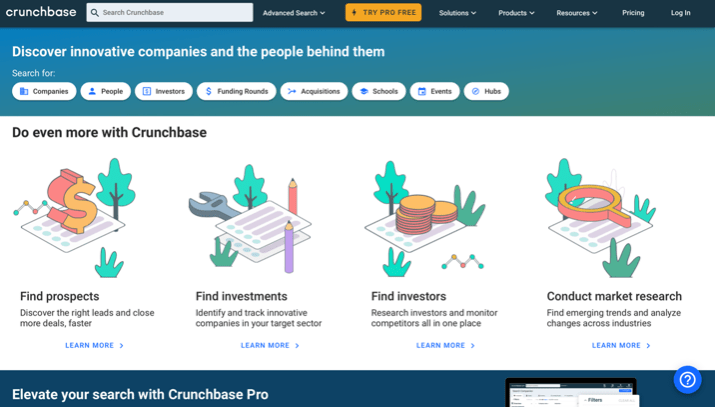 crunchbase
Search Crunchbase
Advanced Search
TRY PRO FREE
Solutions
Products
Resources
Pricing
Log In
Discover innovative companies and the people behind them
Search for:
Companies
People
Investors
Funding Rounds
Acquisitions
Schools
Events
Hubs
Do even more with Crunchbase
Find prospects
Discover the right leads and close
more deals, faster
LEARN MORE
Find investments
Identify and track innovative
companies in your target sector
LEARN MORE
Find investors
Research investors and monitor
competitors all in one place
LEARN MORE
Conduct market research
Find emerging trends and analyze
changes across industries
LEARN MORE
Elevate your search with Crunchbase Pro
Filters